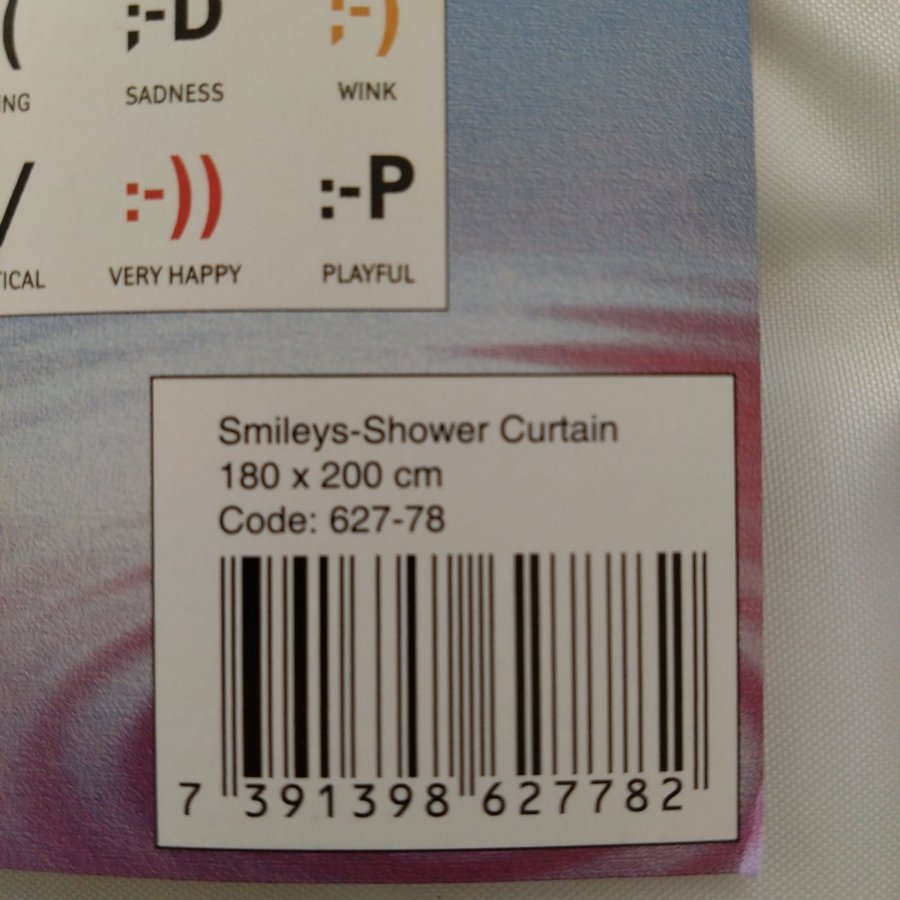 ;-D
;-)
SADNESS
WINK
:-))
:-P
VERY HAPPY
PLAYFUL
Smileys-Shower Curtain
180 x 200 cm
Code: 627-78
7 391398 627782